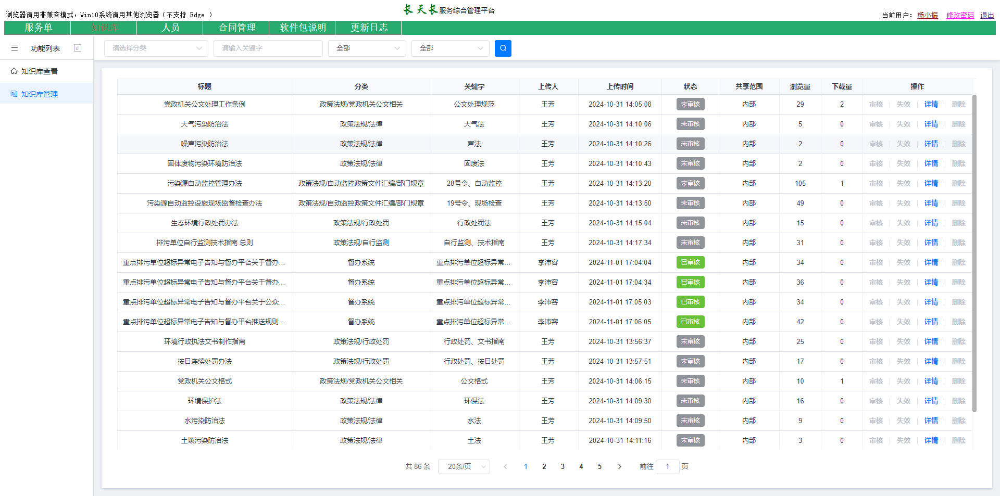 长天长服务综合管理平台
浏览器请用非兼容模式，Win10系统请用其他浏览器（不支持 Edge ）
当前用户： 杨小振 修改密码 退出
服务单 知识库 人员 合同管理 软件包说明 更新日志
功能列表
请选择分类 请输入关键字 全部 全部
知识库查看
知识库管理
标题 分类 关键字 上传人 上传时间 状态 共享范围 浏览量 下载量 操作
党政机关公文处理工作条例 政策法规/党政机关公文相关 公文处理规范 王芳 2024-10-31 14:05:08 未审核 内部 29 2 审核 失效 详情 删除
大气污染防治法 政策法规/法律 大气法 王芳 2024-10-31 14:10:06 未审核 内部 5 0 审核 失效 详情 删除
噪声污染防治法 政策法规/法律 声法 王芳 2024-10-31 14:10:26 未审核 内部 2 0 审核 失效 详情 删除
固体废物污染环境防治法 政策法规/法律 固废法 王芳 2024-10-31 14:10:43 未审核 内部 2 0 审核 失效 详情 删除
污染源自动监控管理办法 政策法规/自动监控政策文件汇编/部门规章 28号令、自动监控 王芳 2024-10-31 14:13:20 未审核 内部 105 1 审核 失效 详情 删除
污染源自动监控设施现场监督检查办法 政策法规/自动监控政策文件汇编/部门规章 19号令、现场检查 王芳 2024-10-31 14:13:50 未审核 内部 49 0 审核 失效 详情 删除
生态环境行政处罚办法 政策法规/行政处罚 行政处罚法 王芳 2024-10-31 14:15:04 未审核 内部 15 0 审核 失效 详情 删除
排污单位自行监测技术指南 总则 政策法规/自行监测 自行监测、技术指南 王芳 2024-10-31 14:17:34 未审核 内部 31 0 审核 失效 详情 删除
重点排污单位超标异常电子告知与督办平台关于督办... 督办系统 重点排污单位超标异常... 李沛容 2024-11-01 17:04:04 已审核 内部 34 0 审核 失效 详情 删除
重点排污单位超标异常电子告知与督办平台关于督办... 督办系统 重点排污单位超标异常... 李沛容 2024-11-01 17:04:34 已审核 内部 36 0 审核 失效 详情 删除
重点排污单位超标异常电子告知与督办平台关于公众... 督办系统 重点排污单位超标异常... 李沛容 2024-11-01 17:05:03 已审核 内部 34 0 审核 失效 详情 删除
重点排污单位超标异常电子告知与督办平台推送规则... 督办系统 重点排污单位超标异常... 李沛容 2024-11-01 17:06:05 已审核 内部 42 0 审核 失效 详情 删除
环境行政执法文书制作指南 政策法规/行政处罚 行政处罚、文书指南 王芳 2024-10-31 13:56:37 未审核 内部 25 0 审核 失效 详情 删除
按日连续处罚办法 政策法规/行政处罚 行政处罚、按日处罚 王芳 2024-10-31 13:57:51 未审核 内部 17 0 审核 失效 详情 删除
党政机关公文格式 政策法规/党政机关公文相关 公文格式 王芳 2024-10-31 14:06:15 未审核 内部 10 1 审核 失效 详情 删除
环境保护法 政策法规/法律 环保法 王芳 2024-10-31 14:09:30 未审核 内部 16 0 审核 失效 详情 删除
水污染防治法 政策法规/法律 水法 王芳 2024-10-31 14:09:50 未审核 内部 9 0 审核 失效 详情 删除
土壤污染防治法 政策法规/法律 土法 王芳 2024-10-31 14:11:16 未审核 内部 3 0 审核 失效 详情 删除
共 86 条 20条/页 1 2 3 4 5 前往 1 页